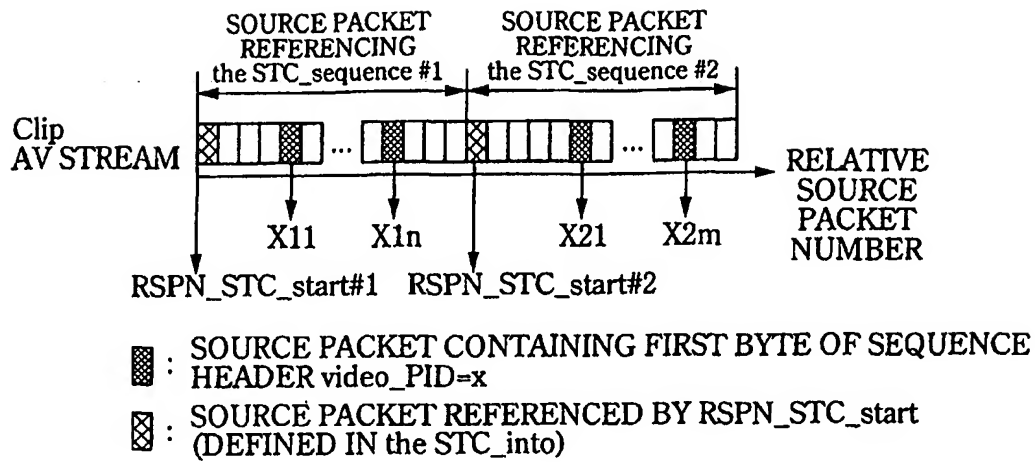 SOURCE PACKET
REFERENCING
the STC_sequence #1
SOURCE PACKET
REFERENCING
the STC_sequence #2
Clip
AV STREAM
...
...
RELATIVE
SOURCE
PACKET
NUMBER
X11
X1n
X21
X2m
RSPN_STC_start#1
RSPN_STC_start#2
: SOURCE PACKET CONTAINING FIRST BYTE OF SEQUENCE
HEADER video_PID=x
: SOURCE PACKET REFERENCED BY RSPN_STC_start
(DEFINED IN the STC_into)